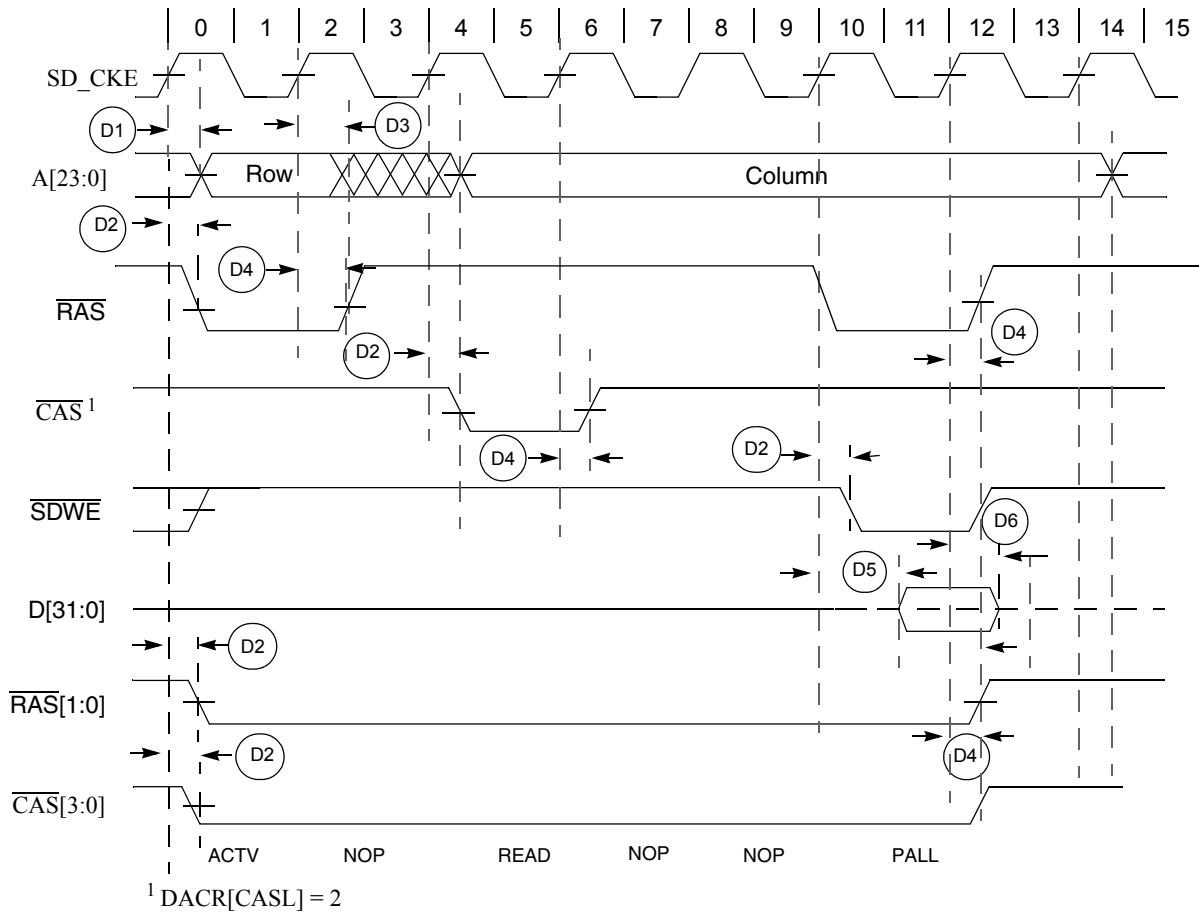 0 1 2 3 4 5 6 7 8 9 10 11 12 13 14 15
SD_CKE
D1
D3
A[23:0]
Row
Column
D2
D4
RAS
D2
D4
CAS 1
D4
D2
SDWE
D6
D5
D[31:0]
D2
RAS[1:0]
D2
D4
CAS[3:0]
ACTV NOP READ NOP NOP PALL
1 DACR[CASL] = 2